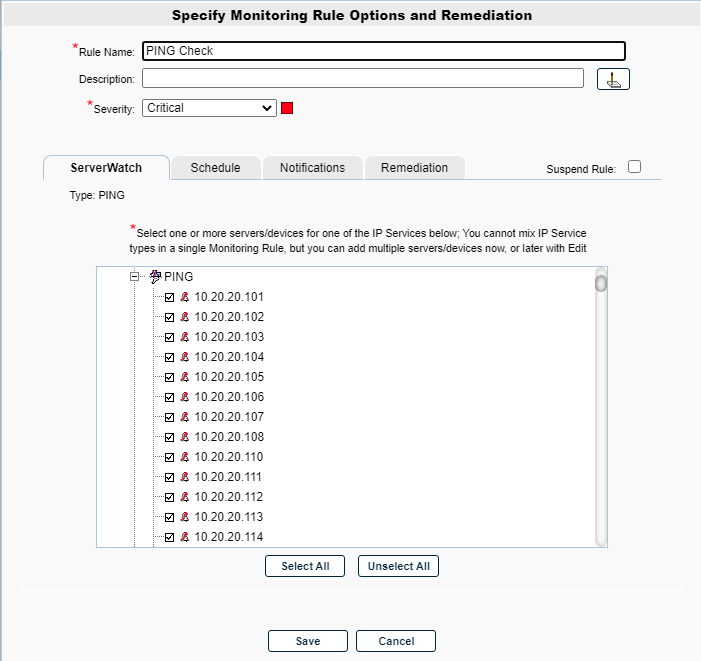 Specify Monitoring Rule Options and Remediation
*Rule Name: PING Check
Description:
*Severity: Critical
ServerWatch Schedule Notifications Remediation Suspend Rule:
Type: PING
*Select one or more servers/devices for one of the IP Services below; You cannot mix IP Service
types in a single Monitoring Rule, but you can add multiple servers/devices now, or later with Edit
PING
10.20.20.101
10.20.20.102
10.20.20.103
10.20.20.104
10.20.20.105
10.20.20.106
10.20.20.107
10.20.20.108
10.20.20.110
10.20.20.111
10.20.20.112
10.20.20.113
10.20.20.114
Select All Unselect All
Save Cancel